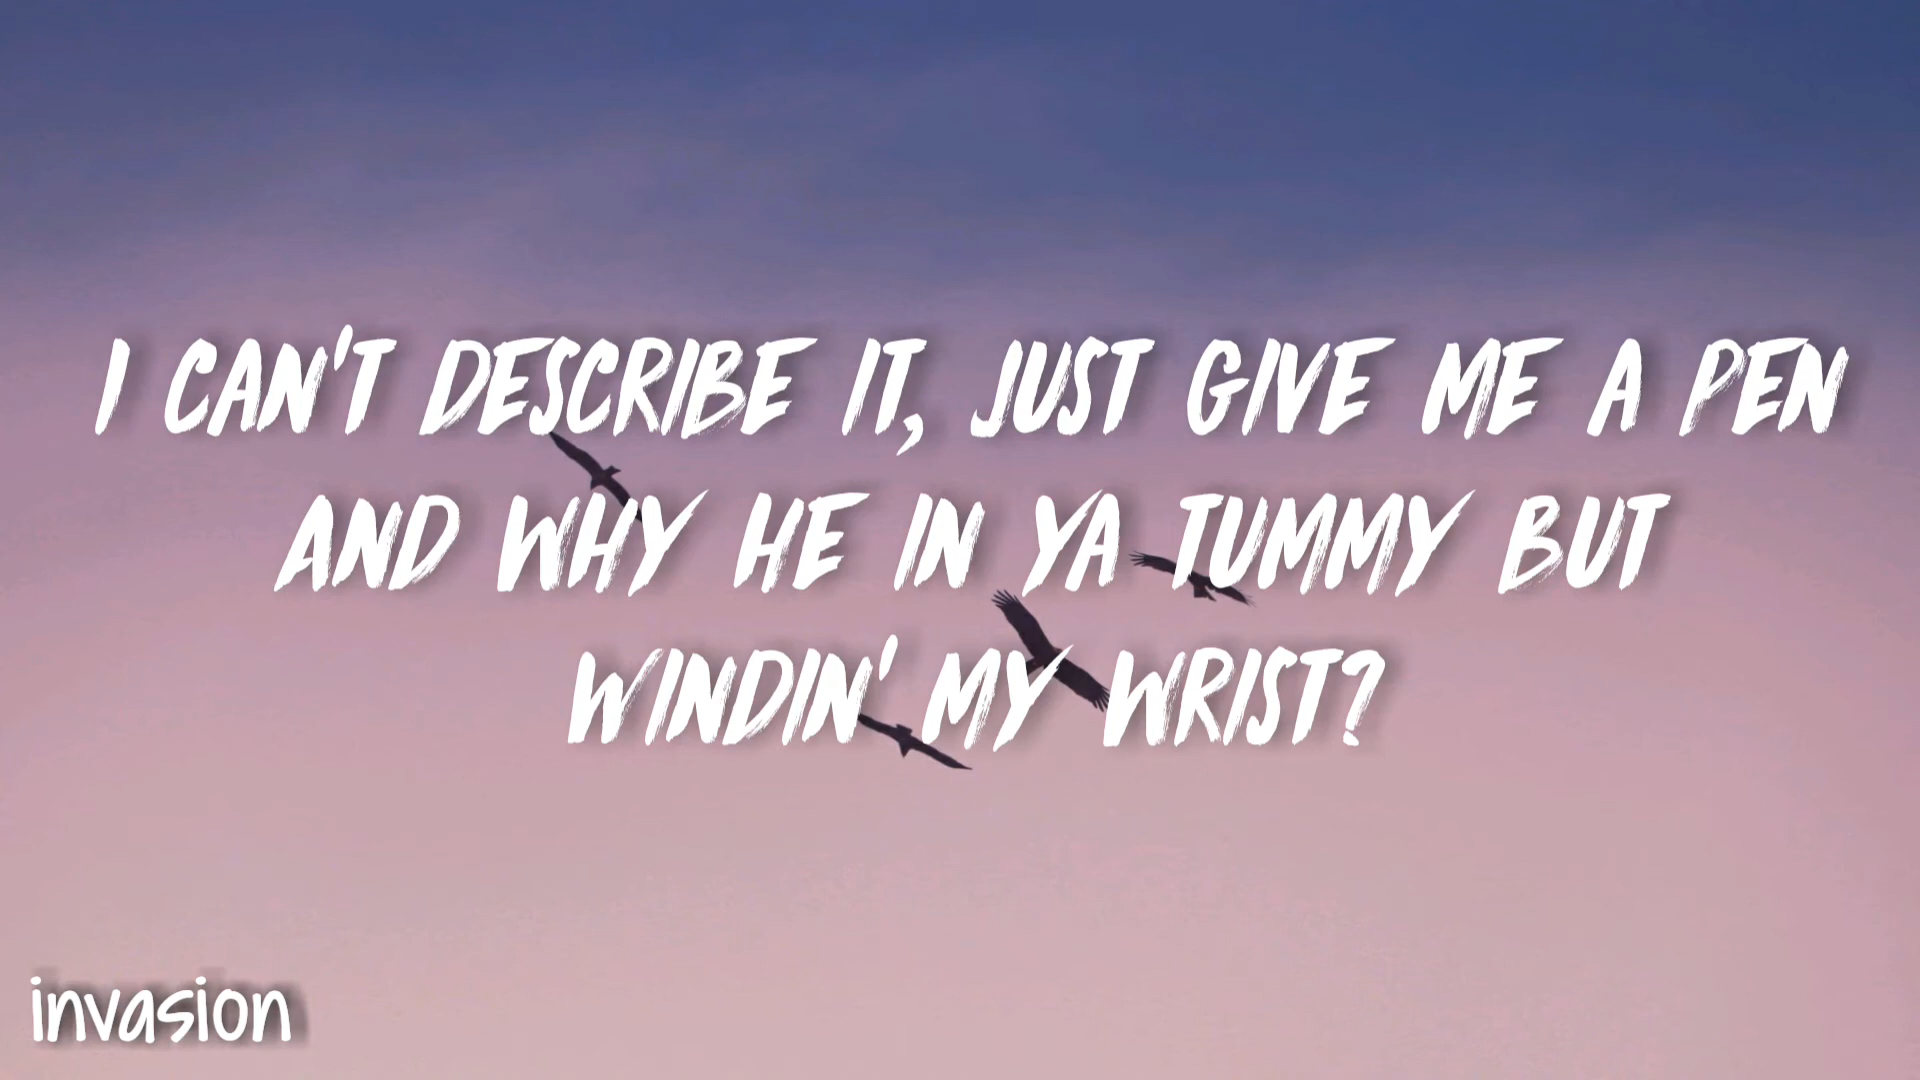 I CAN'T DESCRIBE IT, JUST GIVE ME A PEN
AND WHY HE IN YA TUMMY BUT
WINDIN' MY WRIST?
invasion